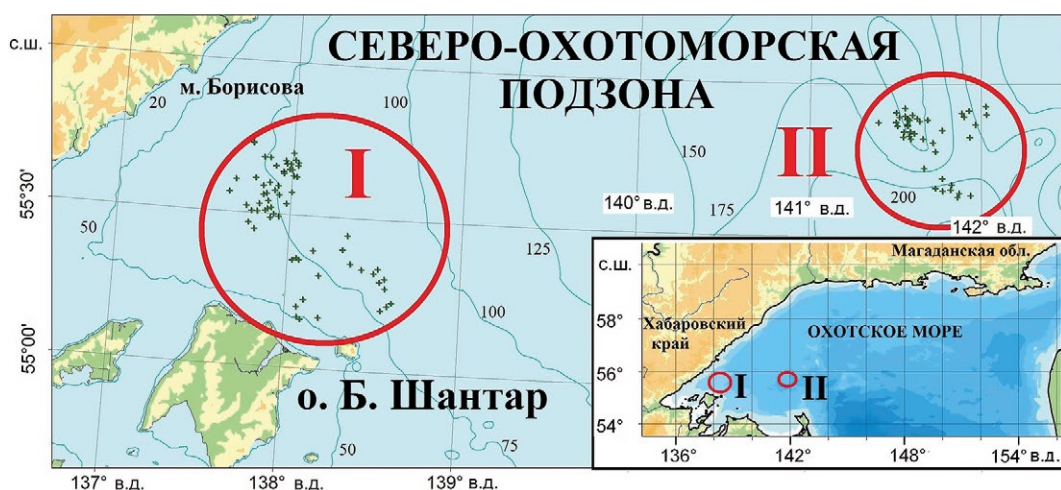 СЕВЕРО-ОХОТОМОРСКАЯ
ПОДЗОНА
с.ш.
м. Борисова
20
100
I
II
150
55°30'
50
140° в.д.
175
141° в.д.
200
142° в.д.
125
100
55°00'
о. Б. Шантар
50
75
137° в.д.
138° в.д.
139° в.д.
Магаданская обл.
с.ш.
58°
Хабаровский
край
ОХОТСКОЕ МОРЕ
56°
I
II
54°
136°
142°
148°
154° в.д.